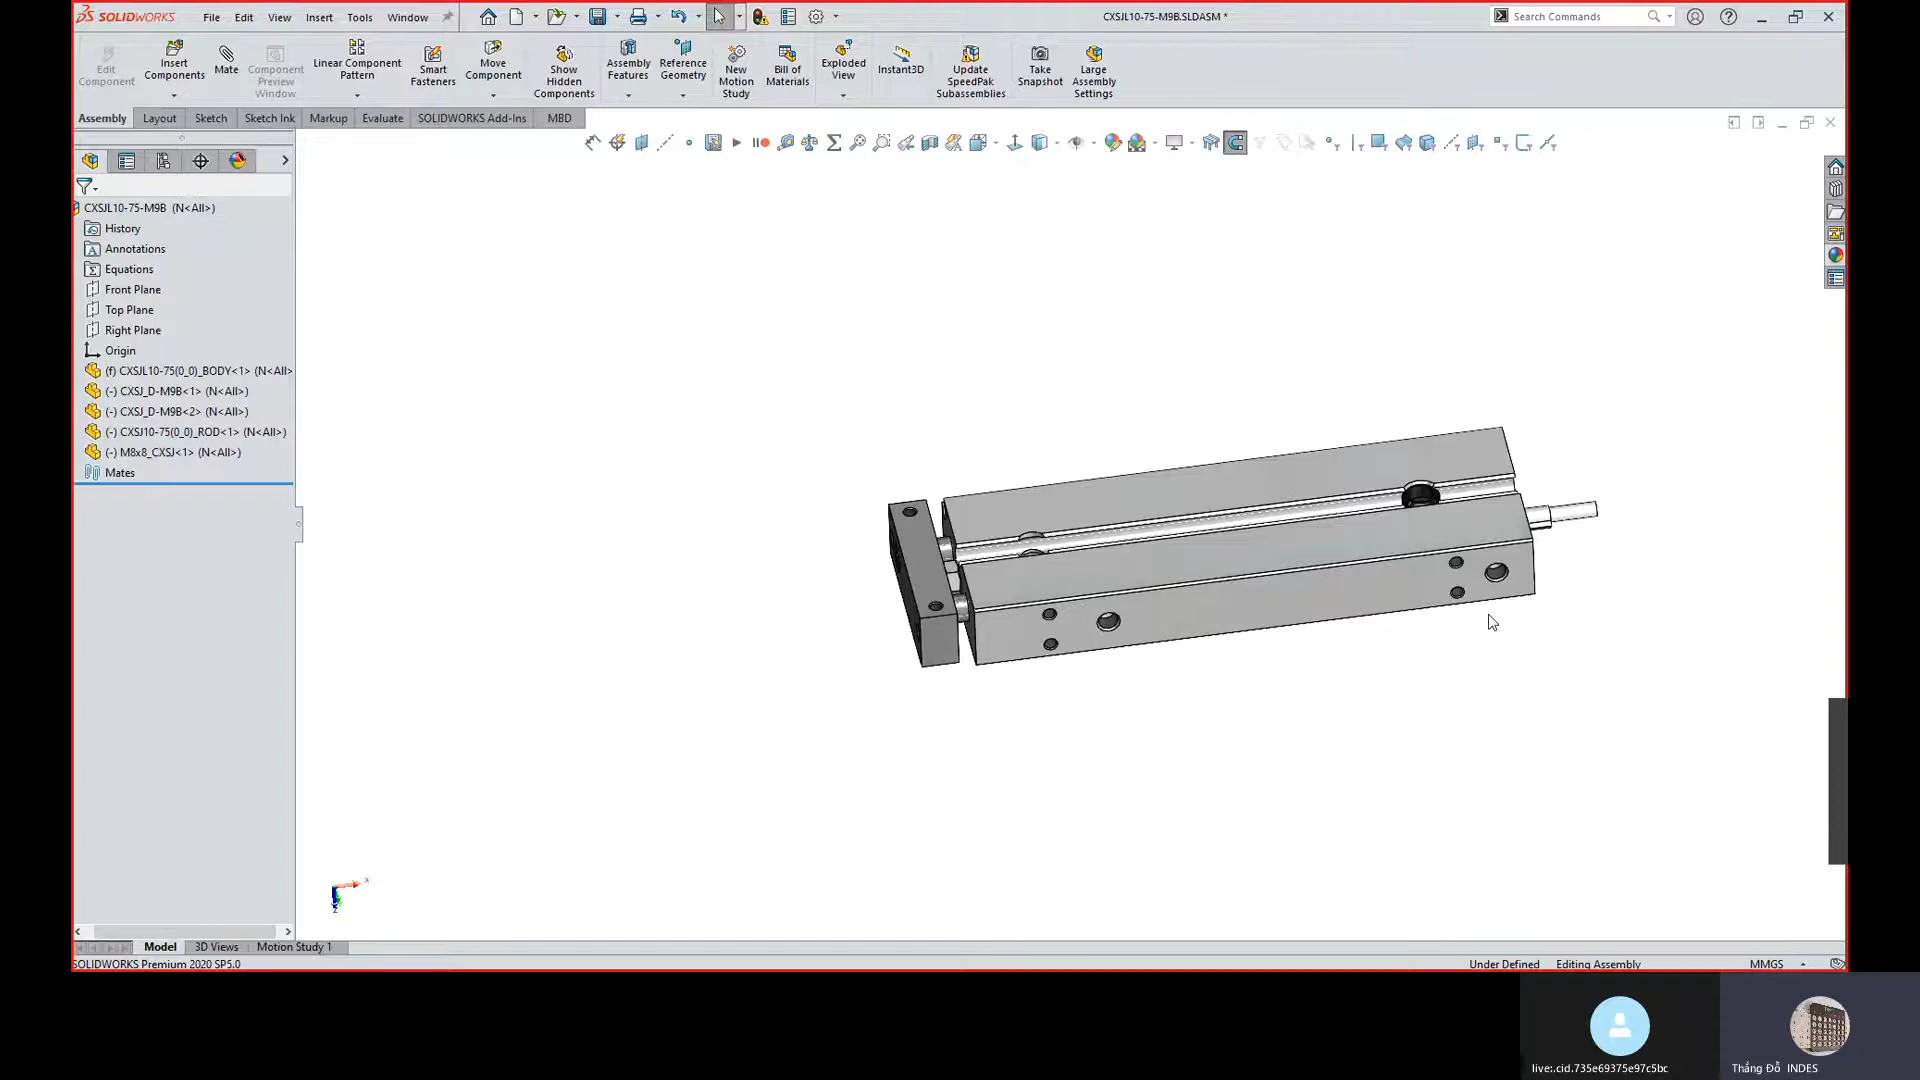 SOLIDWORKS File Edit View Insert Tools Window CXSJL10-75-M9B.SLDASM * Search Commands
Edit Component
Insert Components
Mate
Component Preview Window
Linear Component Pattern
Smart Fasteners
Move Component
Show Hidden Components
Assembly Features
Reference Geometry
New Motion Study
Bill of Materials
Exploded View
Instant3D
Update SpeedPak Subassemblies
Take Snapshot
Large Assembly Settings
Assembly Layout Sketch Sketch Ink Markup Evaluate SOLIDWORKS Add-Ins MBD
CXSJL10-75-M9B (N<All>)
History
Annotations
Equations
Front Plane
Top Plane
Right Plane
Origin
(f) CXSJL10-75(0_0)_BODY<1> (N<All>
(-) CXSJ_D-M9B<1> (N<All>)
(-) CXSJ_D-M9B<2> (N<All>)
(-) CXSJ10-75(0_0)_ROD<1> (N<All>)
(-) M8x8_CXSJ<1> (N<All>)
Mates
x
z
Model 3D Views Motion Study 1
SOLIDWORKS Premium 2020 SP5.0 Under Defined Editing Assembly MMGS
live:.cid.735e69375e97c5bc Thắng Đỗ INDES